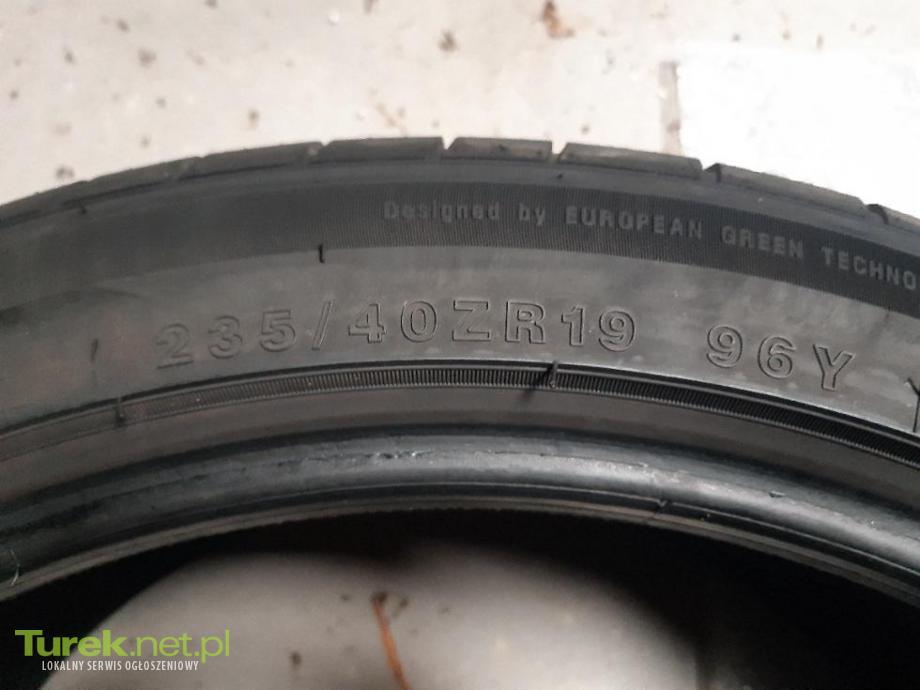 Designed by EUROPEAN GREEN TECHNO
235/40ZR19 96Y
Turek.net.pl
LOKALNY SERWIS OGŁOSZENIOWY